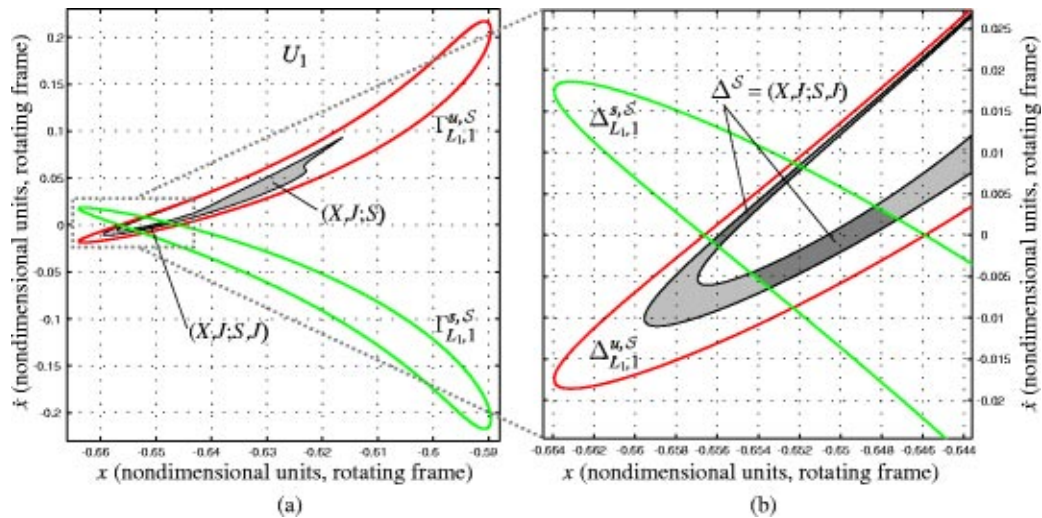 U₁
Γ^{u,S}_{L₁,1}
(X,J;S)
(X,J;S,J)
Γ^{s,S}_{L₁,1}
0.2
0.15
0.1
0.05
0
-0.05
-0.1
-0.15
-0.2
ẋ (nondimensional units, rotating frame)
-0.66 -0.65 -0.64 -0.63 -0.62 -0.61 -0.6 -0.59
x (nondimensional units, rotating frame)
(a)
Δ^S = (X,J;S,J)
Δ^{s,S}_{L₁,1}
Δ^{u,S}_{L₁,1}
0.025
0.02
0.015
0.01
0.005
0
-0.005
-0.01
-0.015
-0.02
ẋ (nondimensional units, rotating frame)
-0.664 -0.662 -0.66 -0.658 -0.656 -0.654 -0.652 -0.65 -0.648 -0.646 -0.644
x (nondimensional units, rotating frame)
(b)